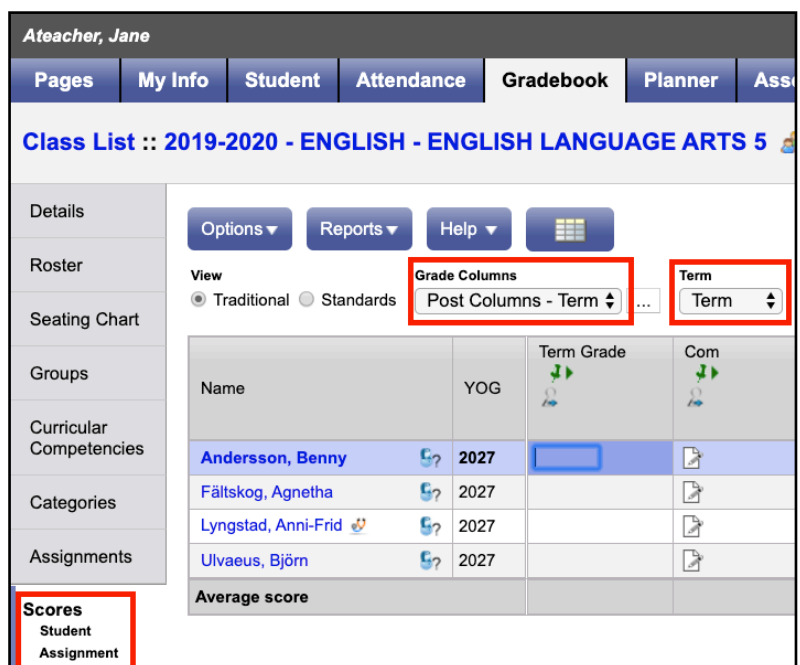 Ateacher, Jane
Pages My Info Student Attendance Gradebook Planner Ass
Class List :: 2019-2020 - ENGLISH - ENGLISH LANGUAGE ARTS 5
Details
Roster
Seating Chart
Groups
Curricular
Competencies
Categories
Assignments
Scores
Student
Assignment
Options Reports Help
View Grade Columns Term
Traditional Standards Post Columns - Term ... Term
Name YOG Term Grade Com
Andersson, Benny 2027
Fältskog, Agnetha 2027
Lyngstad, Anni-Frid 2027
Ulvaeus, Björn 2027
Average score